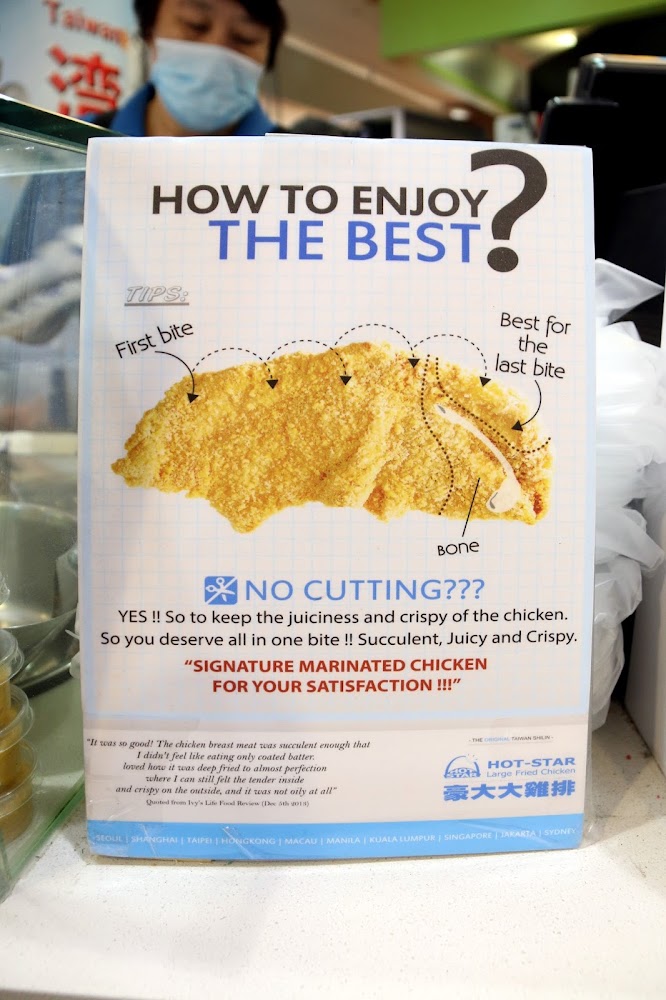 Taiwan
灣
HOW TO ENJOY
THE BEST?
TIPS:
First bite
Best for
the
last bite
BONE
NO CUTTING???
YES !! So to keep the juiciness and crispy of the chicken.
So you deserve all in one bite !! Succulent, Juicy and Crispy.
"SIGNATURE MARINATED CHICKEN
FOR YOUR SATISFACTION !!!"
"It was so good! The chicken breast meat was succulent enough that
I didn't feel like eating only coated batter.
loved how it was deep fried to almost perfection
where I can still felt the tender inside
and crispy on the outside, and it was not oily at all"
Quoted from Ivy's Life Food Review (Dec 5th 2013)
- THE ORIGINAL TAIWAN SHILIN -
HOT-STAR
Large Fried Chicken
豪大大雞排
SEOUL | SHANGHAI | TAIPEI | HONGKONG | MACAU | MANILA | KUALA LUMPUR | SINGAPORE | JAKARTA | SYDNEY